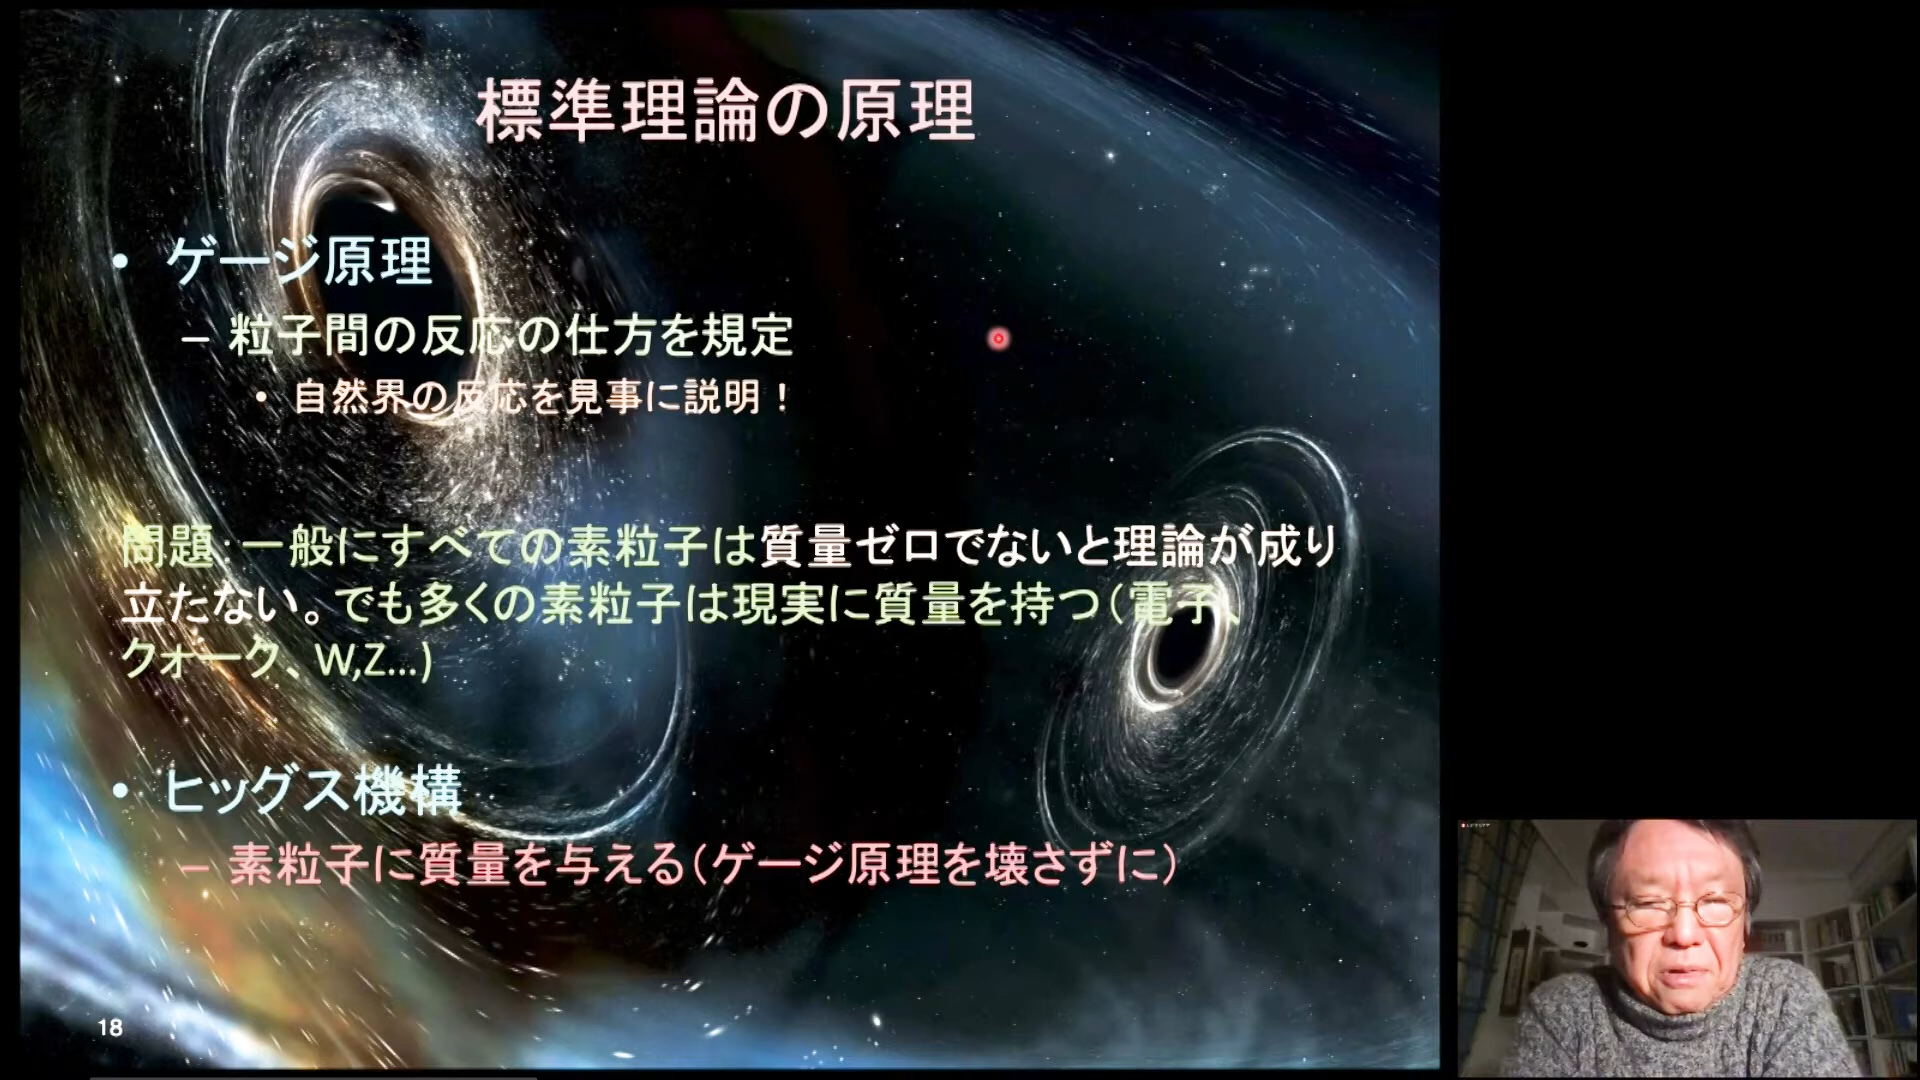 標準理論の原理
• ゲージ原理
– 粒子間の反応の仕方を規定
• 自然界の反応を見事に説明！
問題：一般にすべての素粒子は質量ゼロでないと理論が成り
立たない。でも多くの素粒子は現実に質量を持つ（電子、
クォーク、W,Z...)
• ヒッグス機構
– 素粒子に質量を与える（ゲージ原理を壊さずに）
18